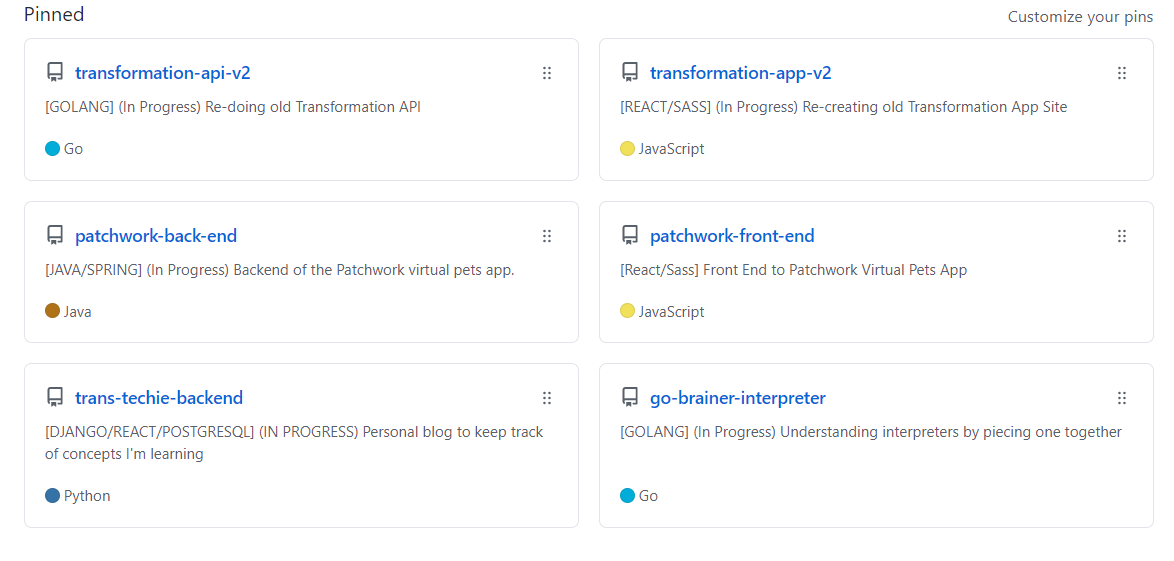 Pinned
Customize your pins
transformation-api-v2
[GOLANG] (In Progress) Re-doing old Transformation API
Go
transformation-app-v2
[REACT/SASS] (In Progress) Re-creating old Transformation App Site
JavaScript
patchwork-back-end
[JAVA/SPRING] (In Progress) Backend of the Patchwork virtual pets app.
Java
patchwork-front-end
[React/Sass] Front End to Patchwork Virtual Pets App
JavaScript
trans-techie-backend
[DJANGO/REACT/POSTGRESQL] (IN PROGRESS) Personal blog to keep track
of concepts I'm learning
Python
go-brainer-interpreter
[GOLANG] (In Progress) Understanding interpreters by piecing one together
Go